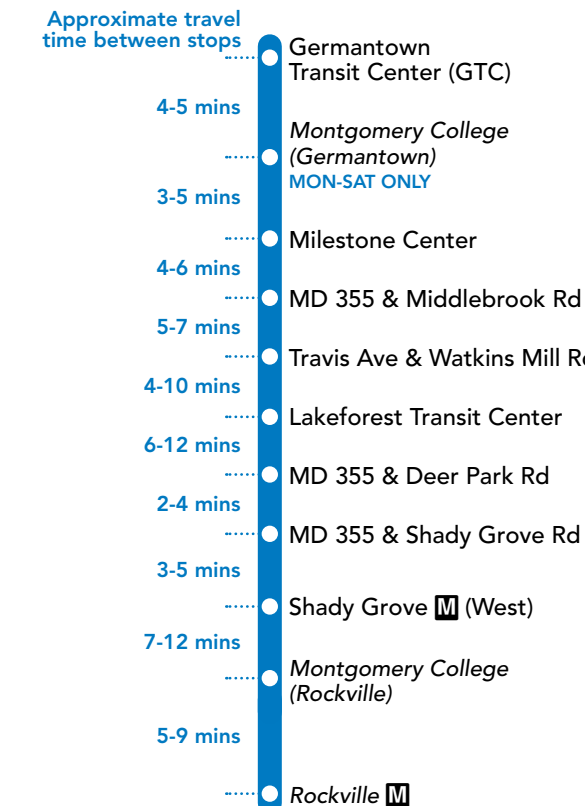 Approximate travel
time between stops
Germantown
Transit Center (GTC)
4-5 mins
Montgomery College
(Germantown)
MON-SAT ONLY
3-5 mins
Milestone Center
4-6 mins
MD 355 & Middlebrook Rd
5-7 mins
Travis Ave & Watkins Mill
4-10 mins
Lakeforest Transit Center
6-12 mins
MD 355 & Deer Park Rd
2-4 mins
MD 355 & Shady Grove Rd
3-5 mins
Shady Grove M (West)
7-12 mins
Montgomery College
(Rockville)
5-9 mins
Rockville M